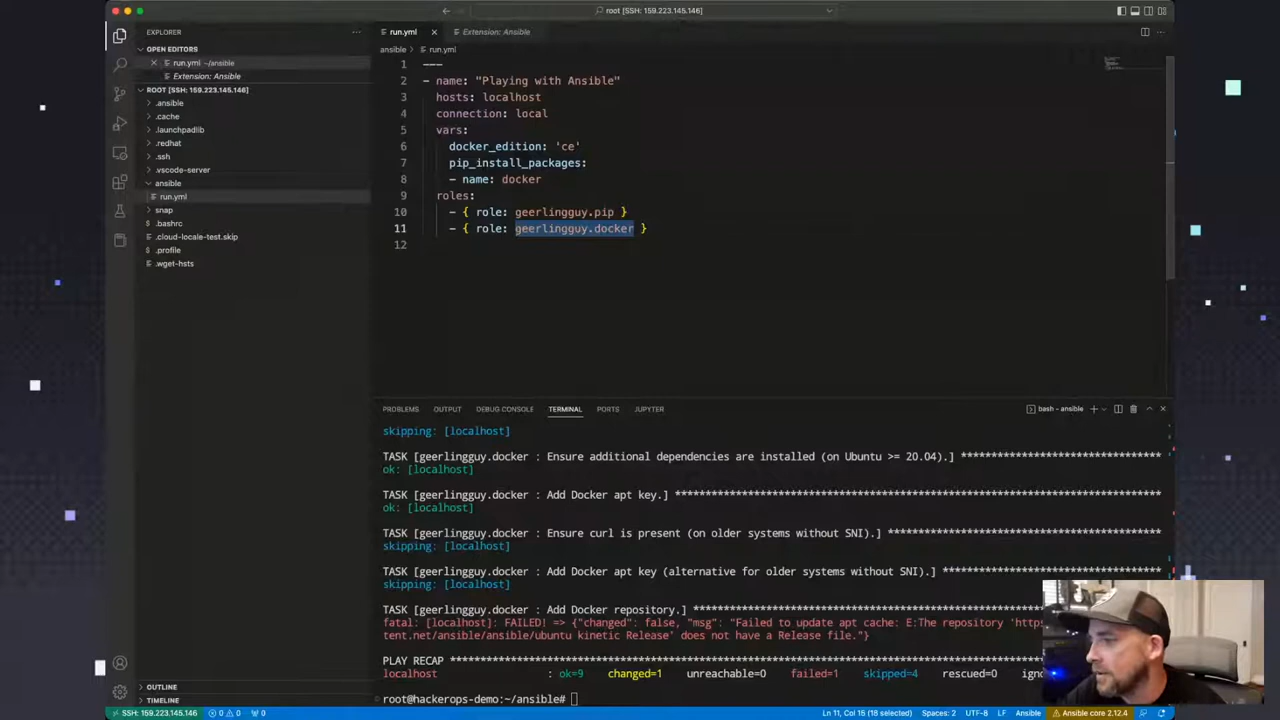 root [SSH: 159.223.145.146]
EXPLORER
run.yml
Extension: Ansible
OPEN EDITORS
ansible > run.yml
run.yml ~/ansible
Extension: Ansible
ROOT [SSH: 159.223.145.146]
.ansible
.cache
.launchpadlib
.redhat
.ssh
.vscode-server
ansible
run.yml
snap
.bashrc
.cloud-locale-test.skip
.profile
.wget-hsts
OUTLINE
TIMELINE
1 ---
2 - name: "Playing with Ansible"
3 hosts: localhost
4 connection: local
5 vars:
6 docker_edition: 'ce'
7 pip_install_packages:
8 - name: docker
9 roles:
10 - { role: geerlingguy.pip }
11 - { role: geerlingguy.docker }
12
PROBLEMS OUTPUT DEBUG CONSOLE TERMINAL PORTS JUPYTER
bash - ansible
skipping: [localhost]
TASK [geerlingguy.docker : Ensure additional dependencies are installed (on Ubuntu >= 20.04).] ********************************
ok: [localhost]
TASK [geerlingguy.docker : Add Docker apt key.] ***************************************************************************
ok: [localhost]
TASK [geerlingguy.docker : Ensure curl is present (on older systems without SNI).] ******************************************
skipping: [localhost]
TASK [geerlingguy.docker : Add Docker apt key (alternative for older systems without SNI).] ***********************************
skipping: [localhost]
TASK [geerlingguy.docker : Add Docker repository.] ******************************************************
fatal: [localhost]: FAILED! => {"changed": false, "msg": "Failed to update apt cache: E:The repository 'http
tent.net/ansible/ansible/ubuntu kinetic Release' does not have a Release file."}
PLAY RECAP ******************************************************************************************
localhost : ok=9 changed=1 unreachable=0 failed=1 skipped=4 rescued=0
root@hackerops-demo:~/ansible#
SSH: 159.223.145.146 0 0 0 Ln 11, Col 15 (18 selected) Spaces: 2 UTF-8 LF Ansible Ansible core 2.12.4